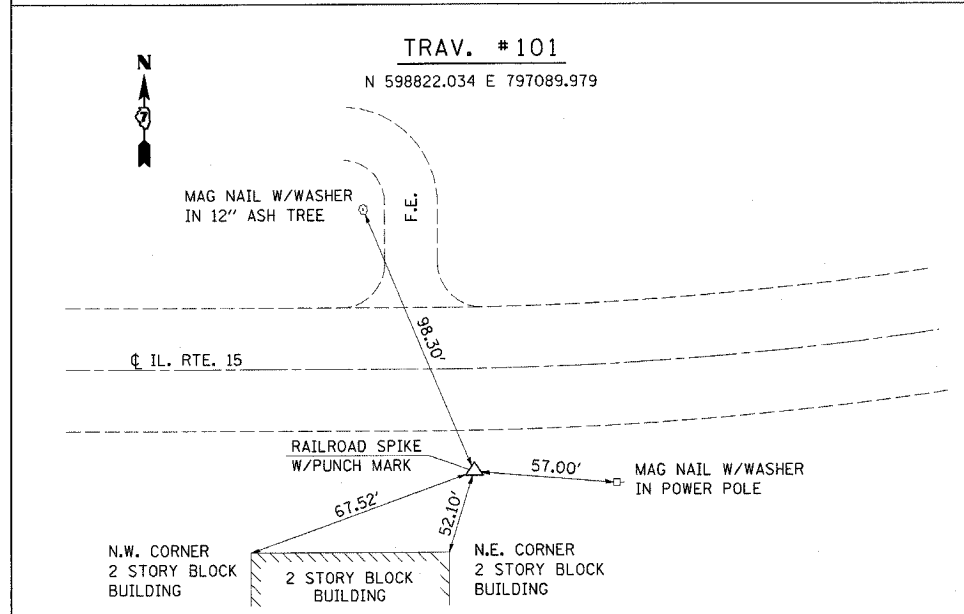 TRAV. #101
N 598822.034 E 797089.979
N
7
MAG NAIL W/WASHER
IN 12" ASH TREE
F.E.
98.30'
℄ IL. RTE. 15
RAILROAD SPIKE
W/PUNCH MARK
57.00'
MAG NAIL W/WASHER
IN POWER POLE
67.52'
52.10'
N.W. CORNER
2 STORY BLOCK
BUILDING
2 STORY BLOCK
BUILDING
N.E. CORNER
2 STORY BLOCK
BUILDING